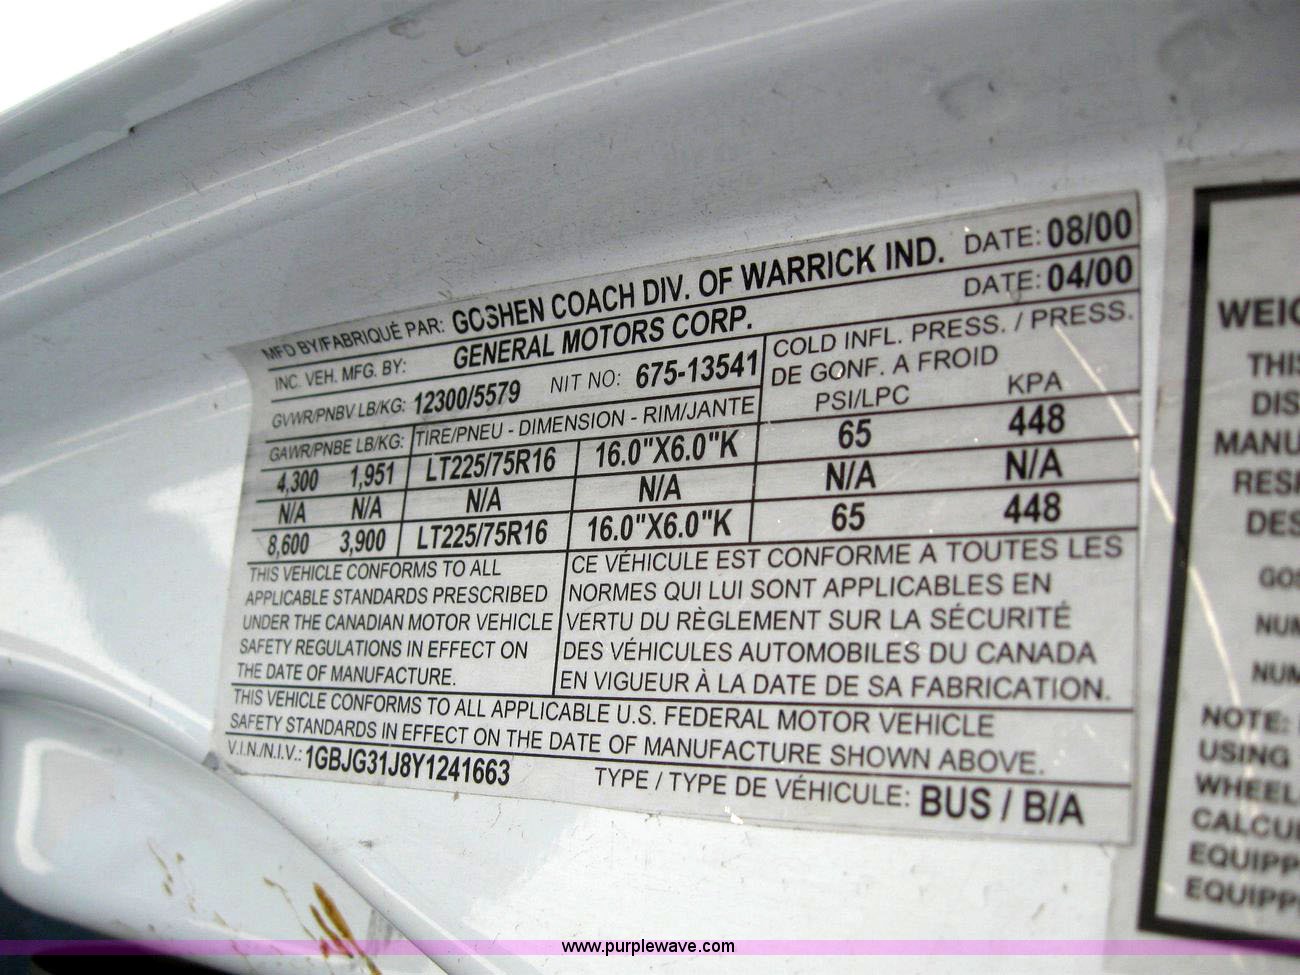 MFD BY/FABRIQUÉ PAR: GOSHEN COACH DIV. OF WARRICK IND. DATE: 08/00
INC. VEH. MFG. BY: GENERAL MOTORS CORP. DATE: 04/00
GVWR/PNBV LB/KG: 12300/5579 NIT NO: 675-13541 COLD INFL. PRESS. / PRESS.
DE GONF. A FROID
GAWR/PNBE LB/KG: TIRE/PNEU - DIMENSION - RIM/JANTE PSI/LPC KPA
4,300 1,951 LT225/75R16 16.0"X6.0"K 65 448
N/A N/A N/A N/A N/A N/A
8,600 3,900 LT225/75R16 16.0"X6.0"K 65 448
THIS VEHICLE CONFORMS TO ALL
APPLICABLE STANDARDS PRESCRIBED
UNDER THE CANADIAN MOTOR VEHICLE
SAFETY REGULATIONS IN EFFECT ON
THE DATE OF MANUFACTURE.
CE VÉHICULE EST CONFORME A TOUTES LES
NORMES QUI LUI SONT APPLICABLES EN
VERTU DU RÈGLEMENT SUR LA SÉCURITÉ
DES VÉHICULES AUTOMOBILES DU CANADA
EN VIGUEUR À LA DATE DE SA FABRICATION.
THIS VEHICLE CONFORMS TO ALL APPLICABLE U.S. FEDERAL MOTOR VEHICLE
SAFETY STANDARDS IN EFFECT ON THE DATE OF MANUFACTURE SHOWN ABOVE.
V.I.N./N.I.V.: 1GBJG31J8Y1241663 TYPE / TYPE DE VÉHICULE: BUS / B/A
WEIG
THIS
DIS
MANU
RESP
DES
GOS
NUM
NUM
NOTE:
USING
WHEEL
CALCU
EQUIPP
EQUIPP
www.purplewave.com